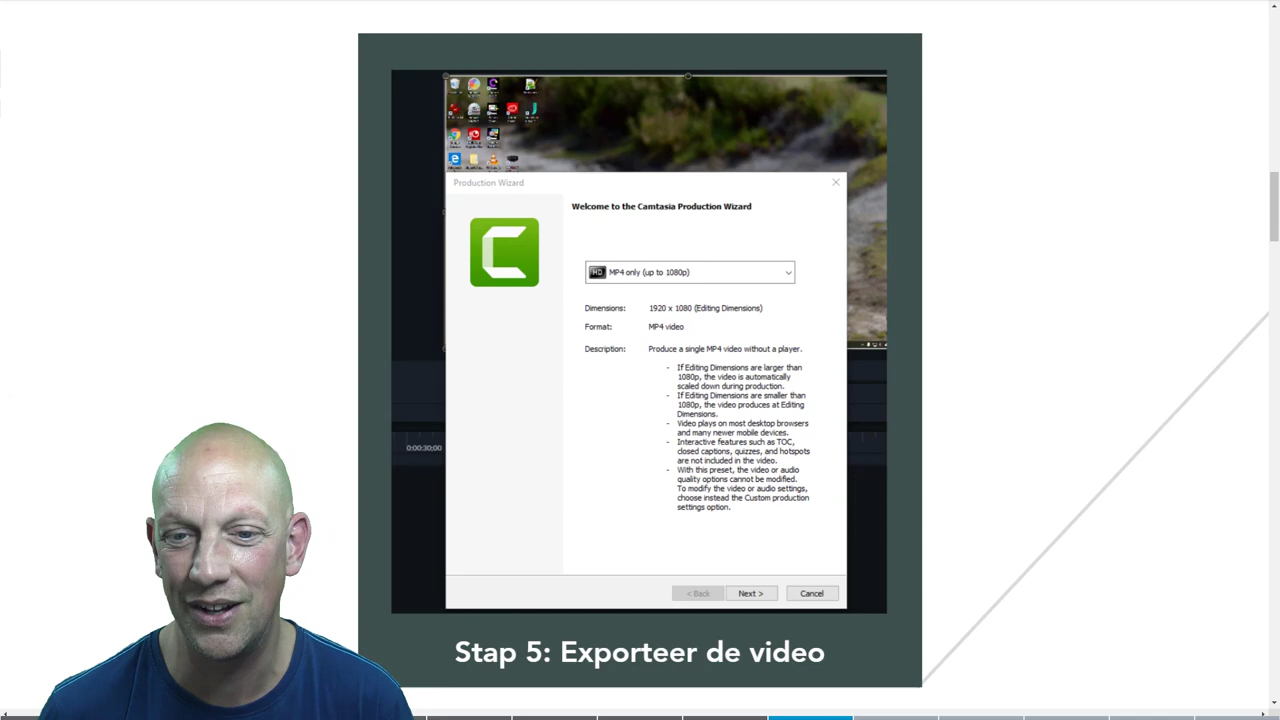 Production Wizard
Welcome to the Camtasia Production Wizard
HD MP4 only (up to 1080p)
Dimensions: 1920 x 1080 (Editing Dimensions)
Format: MP4 video
Description: Produce a single MP4 video without a player.
- If Editing Dimensions are larger than
1080p, the video is automatically
scaled down during production.
- If Editing Dimensions are smaller than
1080p, the video produces at Editing
Dimensions.
- Video plays on most desktop browsers
and many newer mobile devices.
- Interactive features such as TOC,
closed captions, quizzes, and hotspots
are not included in the video.
- With this preset, the video or audio
quality options cannot be modified.
To modify the video or audio settings,
choose instead the Custom production
settings option.
0:00:30;00
< Back Next > Cancel
Stap 5: Exporteer de video